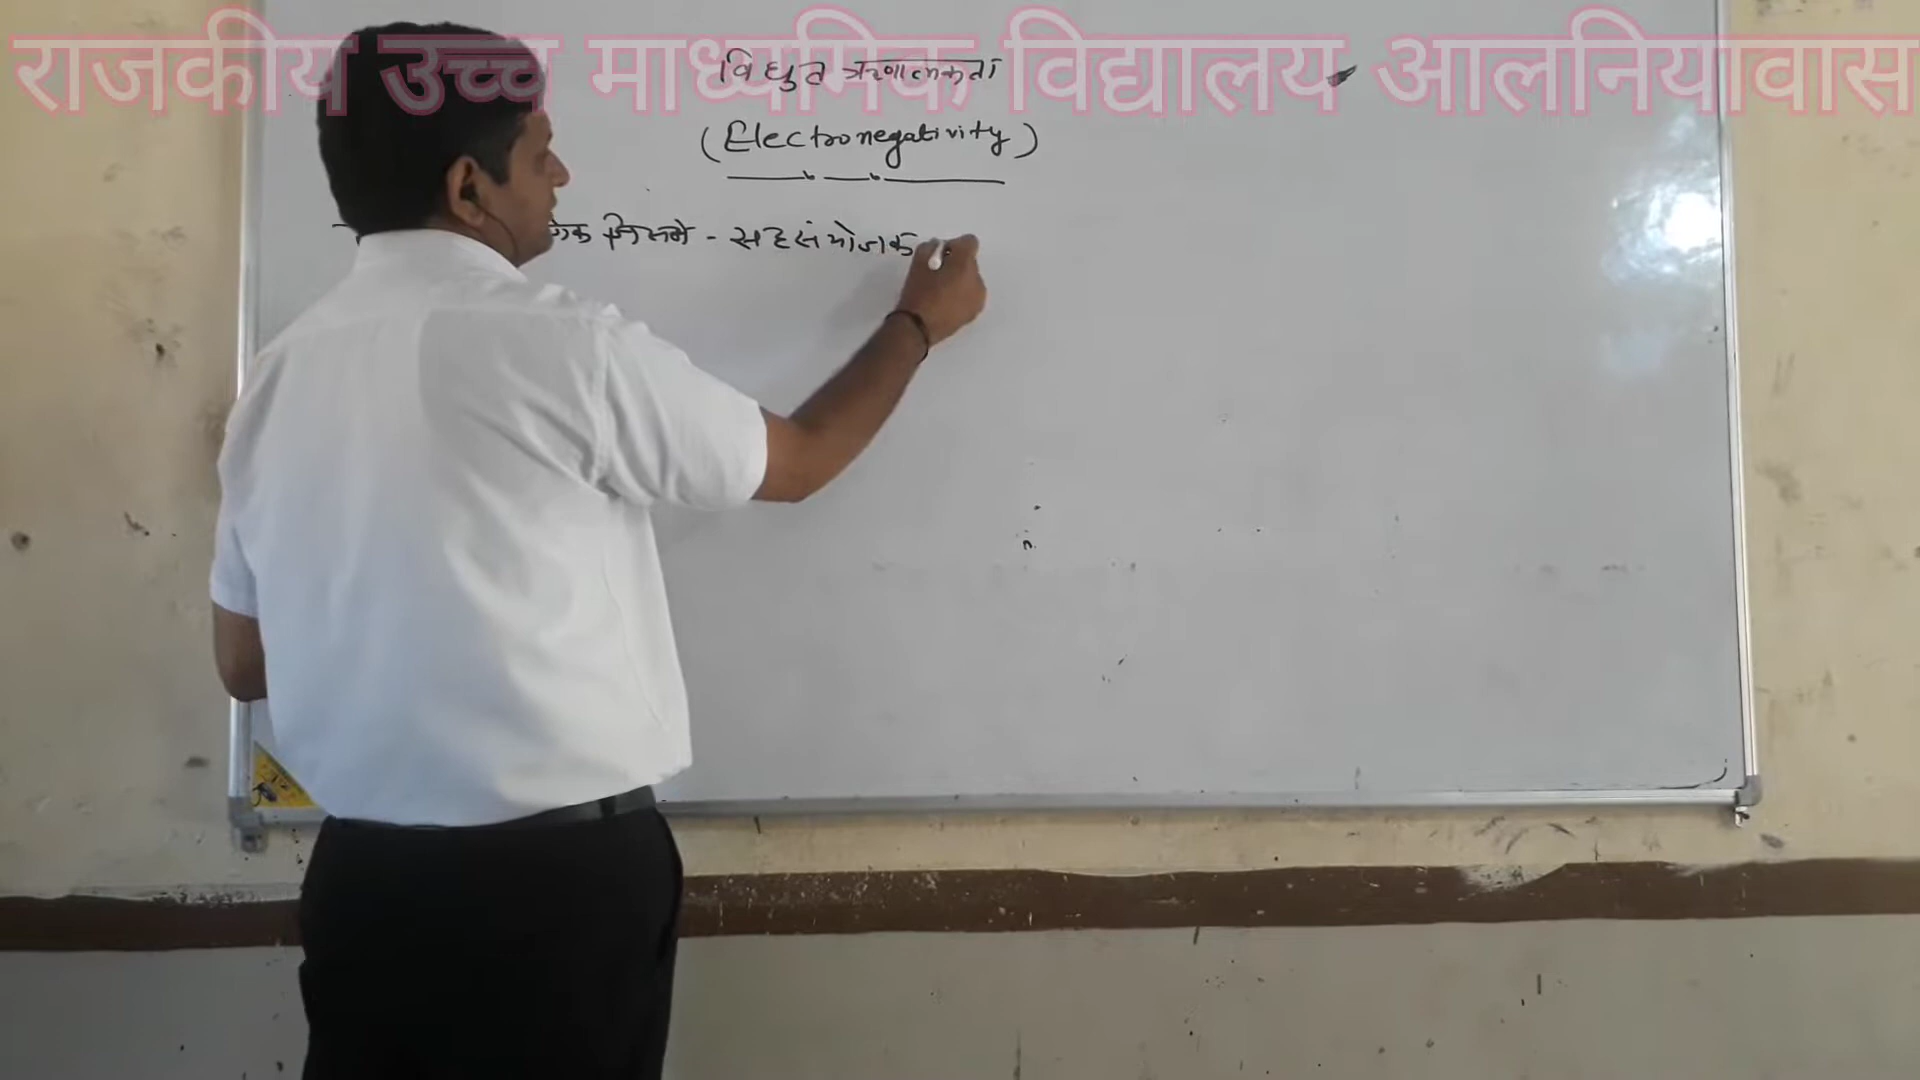 राजकीय उच्च माध्यमिक विद्यालय आलनियावास
विधुत ऋणात्मकता
(Electronegativity)
जिसमे - सहसंयोजक